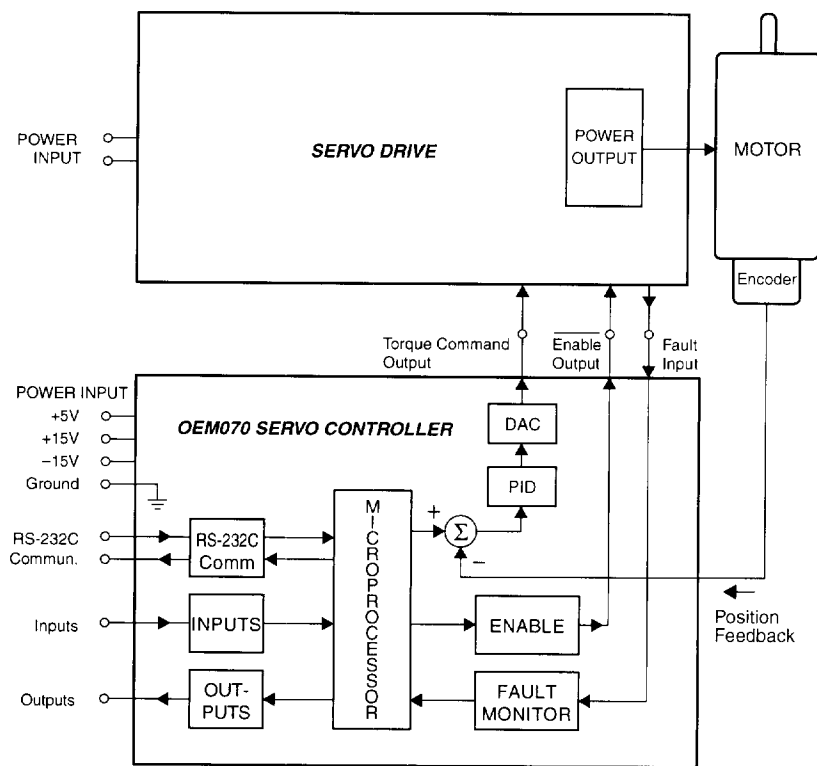 POWER
INPUT
SERVO DRIVE
POWER
OUTPUT
MOTOR
Encoder
Torque Command
Output
Enable
Output
Fault
Input
POWER INPUT
+5V
+15V
–15V
Ground
OEM070 SERVO CONTROLLER
DAC
PID
RS-232C
Commun.
RS-232C
Comm
MICROPROCESSOR
+
Σ
–
Position
Feedback
Inputs
INPUTS
ENABLE
Outputs
OUT-
PUTS
FAULT
MONITOR